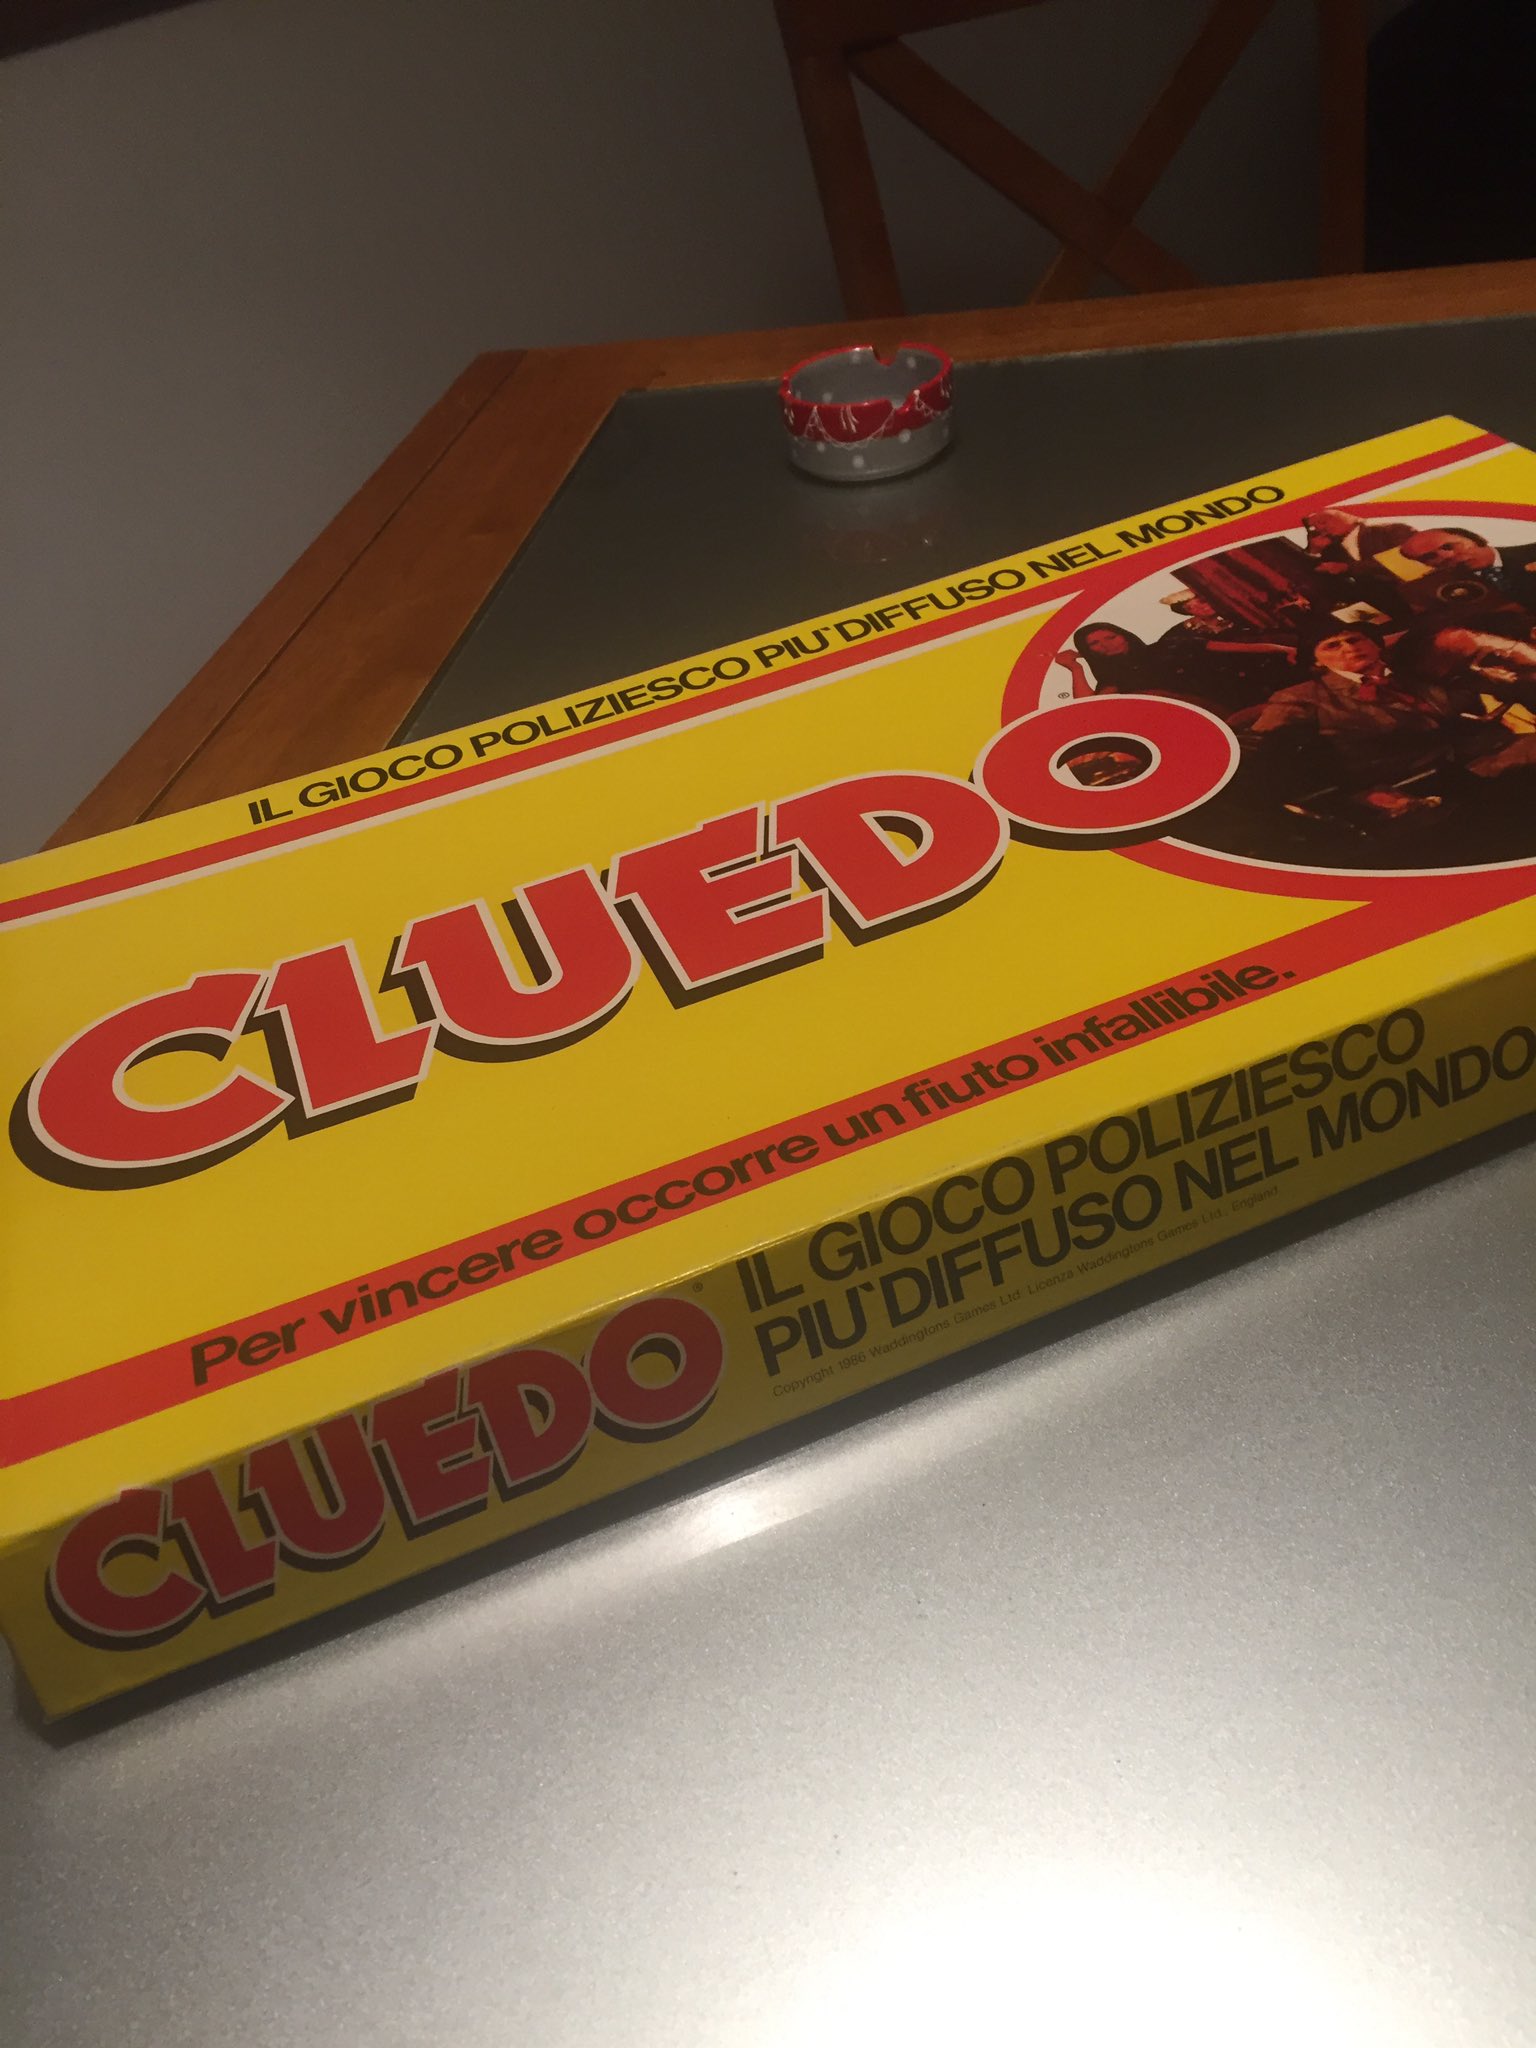 IL GIOCO POLIZIESCO PIU` DIFFUSO NEL MONDO
CLUEDO
®
Per vincere occorre un fiuto infallibile.
CLUEDO
®
IL GIOCO POLIZIESCO
PIU` DIFFUSO NEL MONDO
Copyright 1986 Waddingtons Games Ltd. Licenza Waddingtons Games Ltd., England